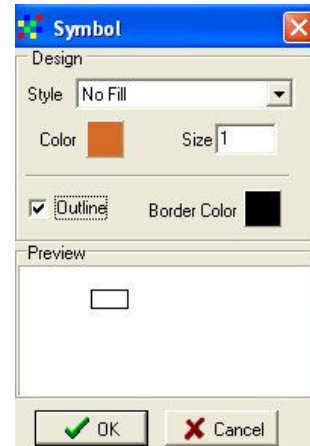 Symbol
Design
Style No Fill
Color Size 1
Outline Border Color
Preview
OK Cancel